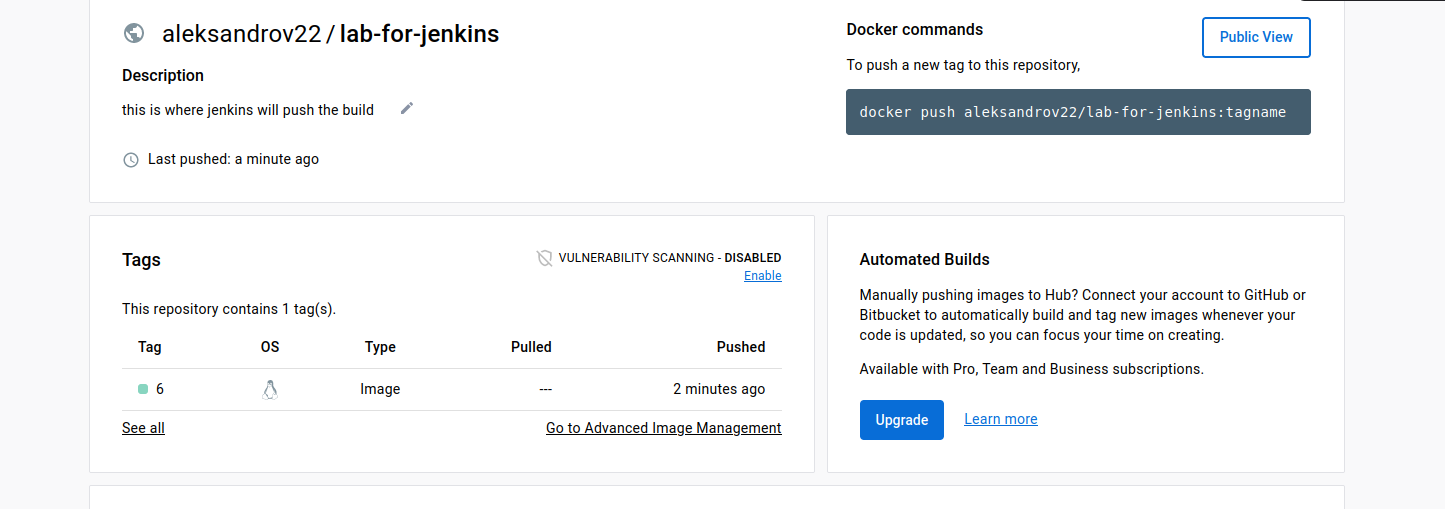 aleksandrov22 / lab-for-jenkins
Description
this is where jenkins will push the build
Last pushed: a minute ago
Docker commands
Public View
To push a new tag to this repository,
docker push aleksandrov22/lab-for-jenkins:tagname
Tags
VULNERABILITY SCANNING - DISABLED
Enable
This repository contains 1 tag(s).
Tag OS Type Pulled Pushed
6 Image --- 2 minutes ago
See all
Go to Advanced Image Management
Automated Builds
Manually pushing images to Hub? Connect your account to GitHub or
Bitbucket to automatically build and tag new images whenever your
code is updated, so you can focus your time on creating.
Available with Pro, Team and Business subscriptions.
Upgrade
Learn more